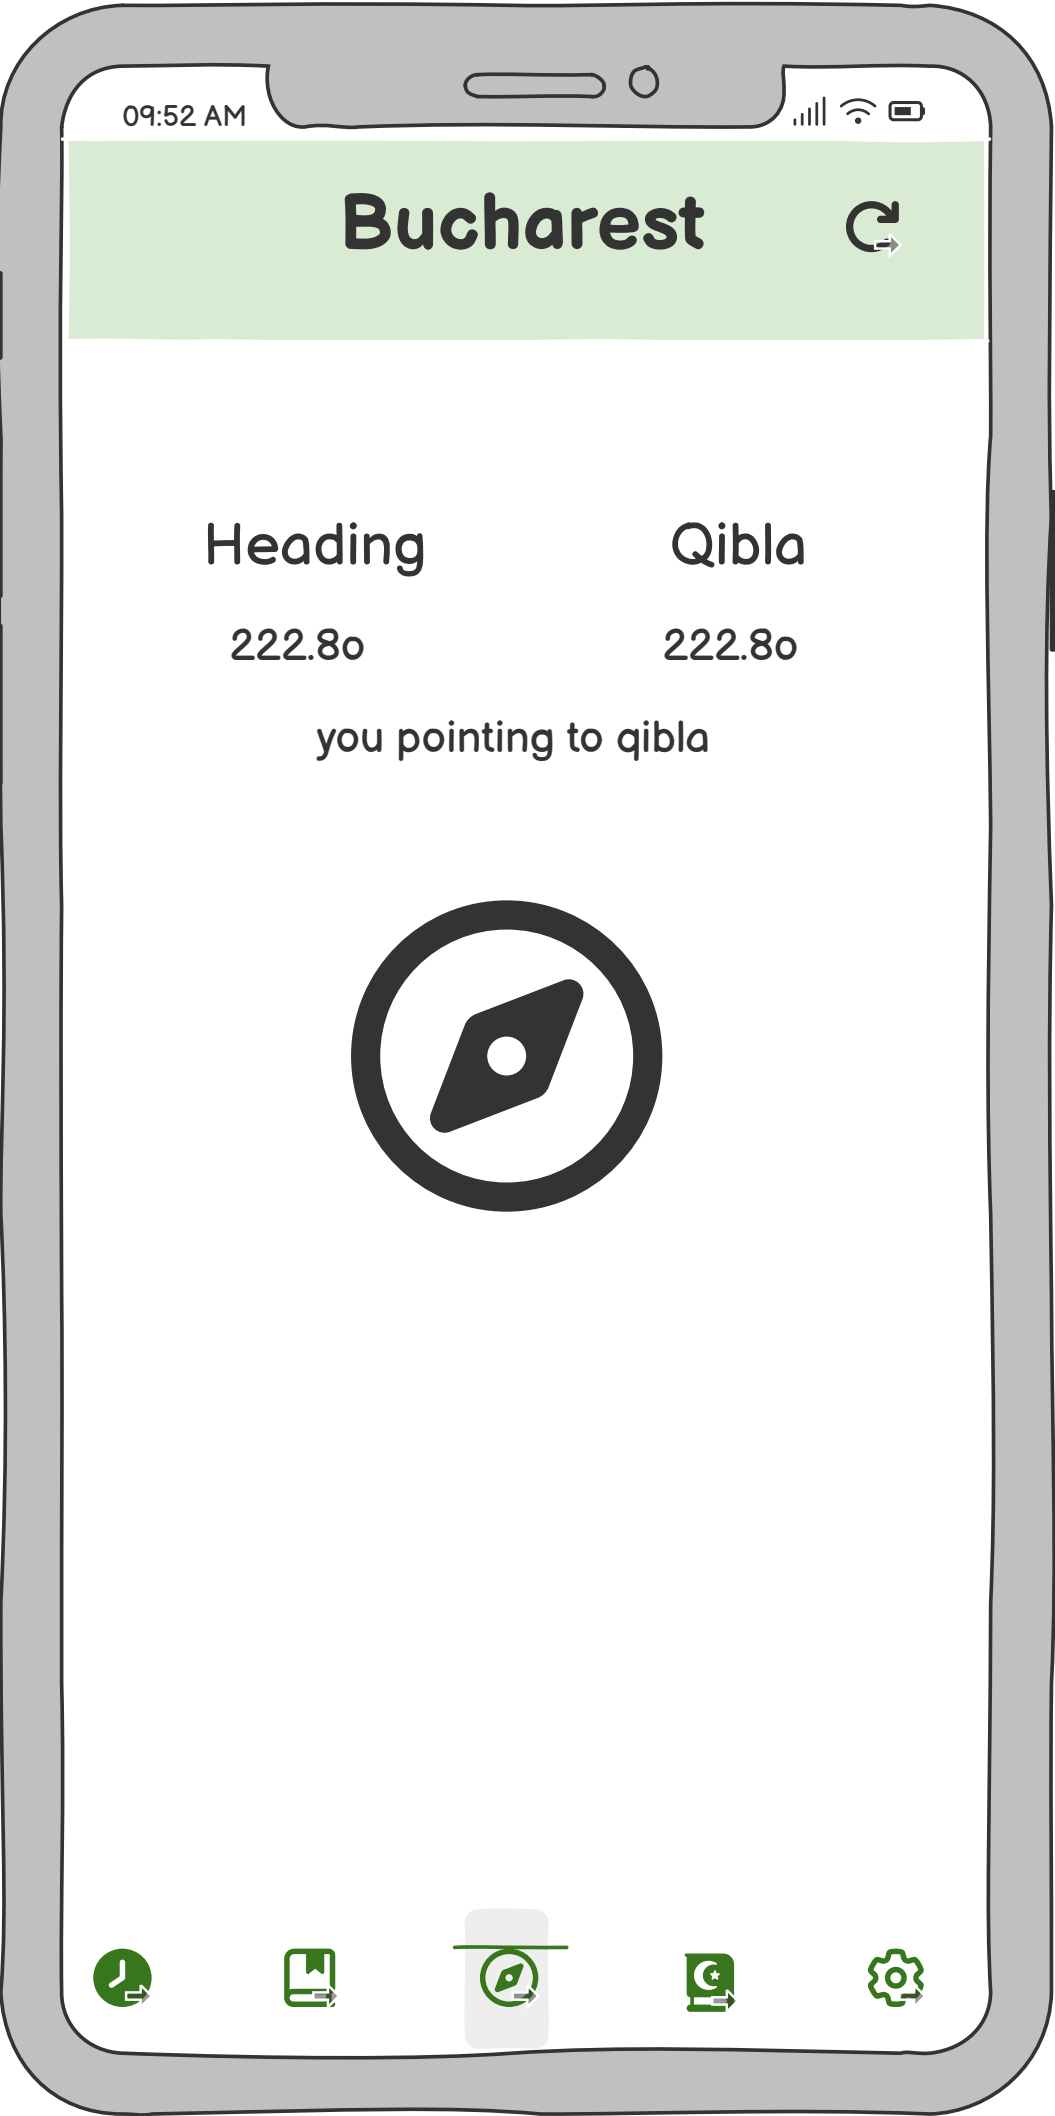 09:52 AM
Bucharest
Heading Qibla
222.8o 222.8o
you pointing to qibla